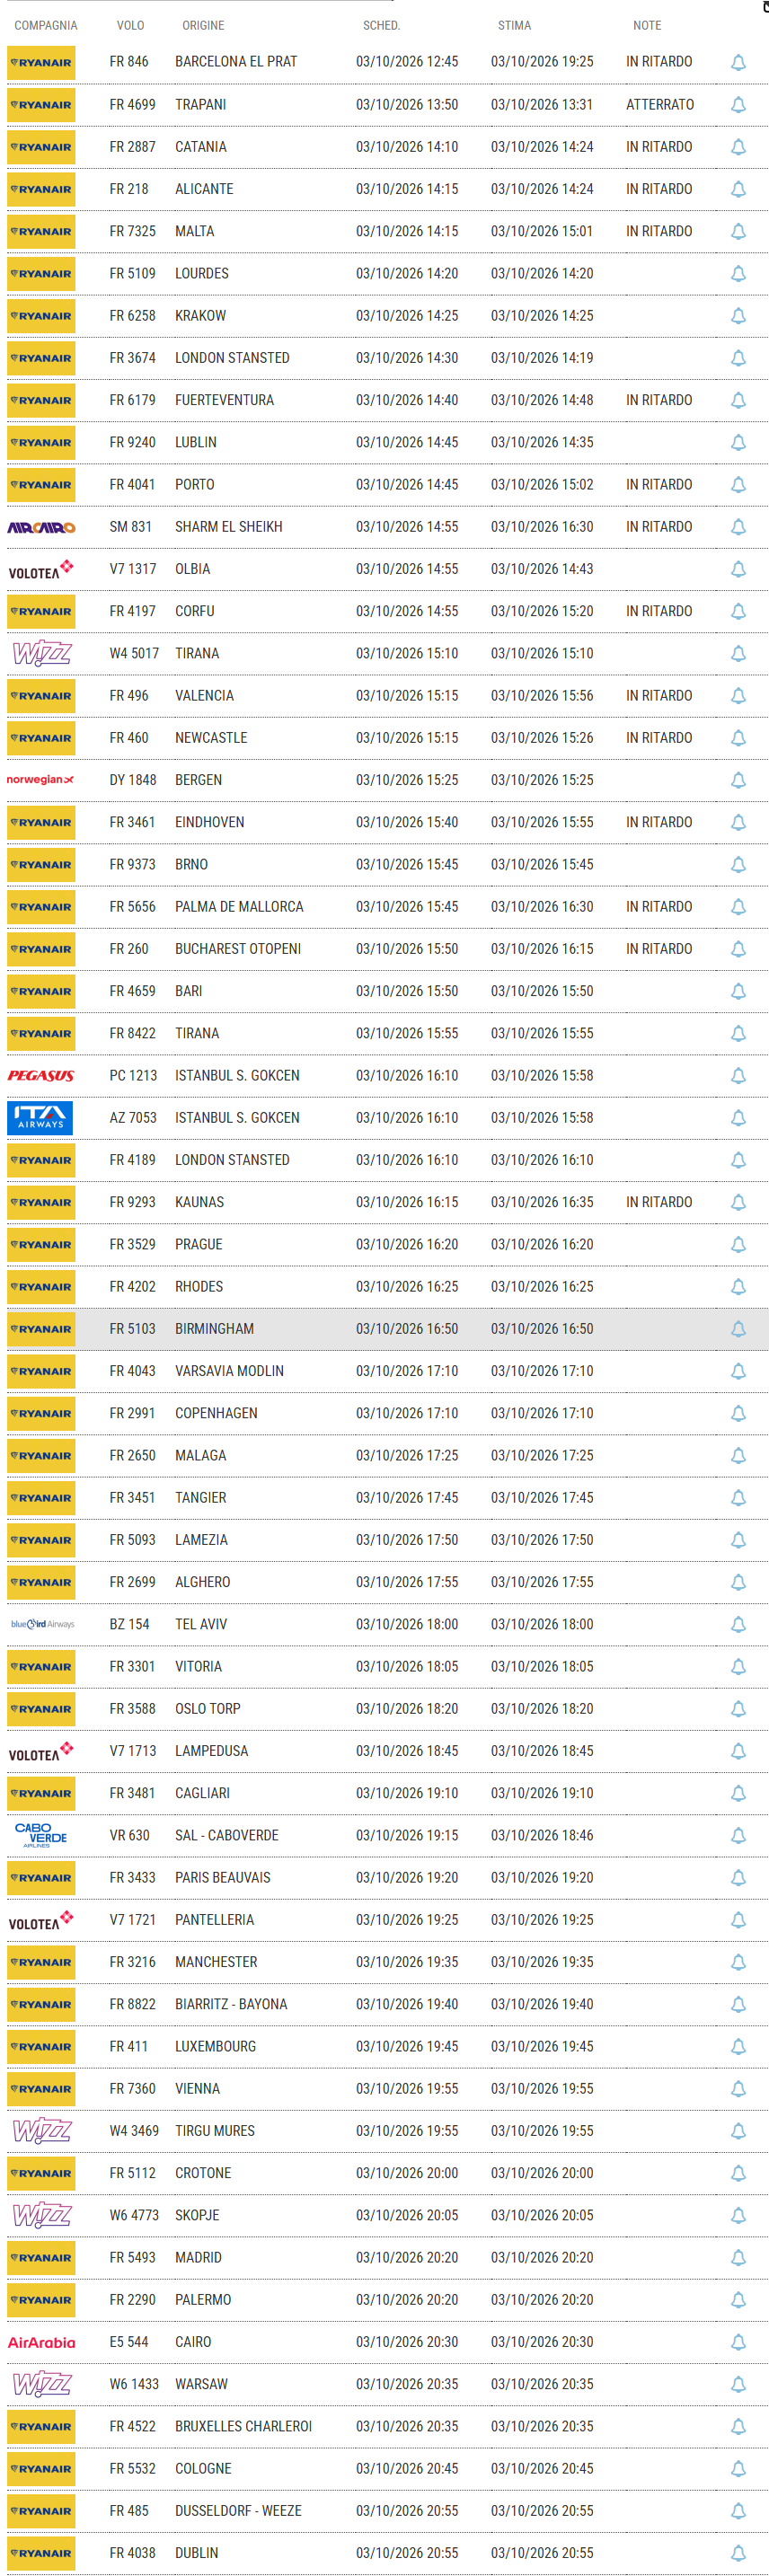 COMPAGNIA VOLO ORIGINE SCHED. STIMA NOTE
RYANAIR FR 846 BARCELONA EL PRAT 03/10/2026 12:45 03/10/2026 19:25 IN RITARDO
RYANAIR FR 4699 TRAPANI 03/10/2026 13:50 03/10/2026 13:31 ATTERRATO
RYANAIR FR 2887 CATANIA 03/10/2026 14:10 03/10/2026 14:24 IN RITARDO
RYANAIR FR 218 ALICANTE 03/10/2026 14:15 03/10/2026 14:24 IN RITARDO
RYANAIR FR 7325 MALTA 03/10/2026 14:15 03/10/2026 15:01 IN RITARDO
RYANAIR FR 5109 LOURDES 03/10/2026 14:20 03/10/2026 14:20
RYANAIR FR 6258 KRAKOW 03/10/2026 14:25 03/10/2026 14:25
RYANAIR FR 3674 LONDON STANSTED 03/10/2026 14:30 03/10/2026 14:19
RYANAIR FR 6179 FUERTEVENTURA 03/10/2026 14:40 03/10/2026 14:48 IN RITARDO
RYANAIR FR 9240 LUBLIN 03/10/2026 14:45 03/10/2026 14:35
RYANAIR FR 4041 PORTO 03/10/2026 14:45 03/10/2026 15:02 IN RITARDO
AIRCAIRO SM 831 SHARM EL SHEIKH 03/10/2026 14:55 03/10/2026 16:30 IN RITARDO
VOLOTEA V7 1317 OLBIA 03/10/2026 14:55 03/10/2026 14:43
RYANAIR FR 4197 CORFU 03/10/2026 14:55 03/10/2026 15:20 IN RITARDO
WIZZ W4 5017 TIRANA 03/10/2026 15:10 03/10/2026 15:10
RYANAIR FR 496 VALENCIA 03/10/2026 15:15 03/10/2026 15:56 IN RITARDO
RYANAIR FR 460 NEWCASTLE 03/10/2026 15:15 03/10/2026 15:26 IN RITARDO
norwegian DY 1848 BERGEN 03/10/2026 15:25 03/10/2026 15:25
RYANAIR FR 3461 EINDHOVEN 03/10/2026 15:40 03/10/2026 15:55 IN RITARDO
RYANAIR FR 9373 BRNO 03/10/2026 15:45 03/10/2026 15:45
RYANAIR FR 5656 PALMA DE MALLORCA 03/10/2026 15:45 03/10/2026 16:30 IN RITARDO
RYANAIR FR 260 BUCHAREST OTOPENI 03/10/2026 15:50 03/10/2026 16:15 IN RITARDO
RYANAIR FR 4659 BARI 03/10/2026 15:50 03/10/2026 15:50
RYANAIR FR 8422 TIRANA 03/10/2026 15:55 03/10/2026 15:55
PEGASUS PC 1213 ISTANBUL S. GOKCEN 03/10/2026 16:10 03/10/2026 15:58
ITA AIRWAYS AZ 7053 ISTANBUL S. GOKCEN 03/10/2026 16:10 03/10/2026 15:58
RYANAIR FR 4189 LONDON STANSTED 03/10/2026 16:10 03/10/2026 16:10
RYANAIR FR 9293 KAUNAS 03/10/2026 16:15 03/10/2026 16:35 IN RITARDO
RYANAIR FR 3529 PRAGUE 03/10/2026 16:20 03/10/2026 16:20
RYANAIR FR 4202 RHODES 03/10/2026 16:25 03/10/2026 16:25
RYANAIR FR 5103 BIRMINGHAM 03/10/2026 16:50 03/10/2026 16:50
RYANAIR FR 4043 VARSAVIA MODLIN 03/10/2026 17:10 03/10/2026 17:10
RYANAIR FR 2991 COPENHAGEN 03/10/2026 17:10 03/10/2026 17:10
RYANAIR FR 2650 MALAGA 03/10/2026 17:25 03/10/2026 17:25
RYANAIR FR 3451 TANGIER 03/10/2026 17:45 03/10/2026 17:45
RYANAIR FR 5093 LAMEZIA 03/10/2026 17:50 03/10/2026 17:50
RYANAIR FR 2699 ALGHERO 03/10/2026 17:55 03/10/2026 17:55
bluebird Airways BZ 154 TEL AVIV 03/10/2026 18:00 03/10/2026 18:00
RYANAIR FR 3301 VITORIA 03/10/2026 18:05 03/10/2026 18:05
RYANAIR FR 3588 OSLO TORP 03/10/2026 18:20 03/10/2026 18:20
VOLOTEA V7 1713 LAMPEDUSA 03/10/2026 18:45 03/10/2026 18:45
RYANAIR FR 3481 CAGLIARI 03/10/2026 19:10 03/10/2026 19:10
CABO VERDE AIRLINES VR 630 SAL - CABOVERDE 03/10/2026 19:15 03/10/2026 18:46
RYANAIR FR 3433 PARIS BEAUVAIS 03/10/2026 19:20 03/10/2026 19:20
VOLOTEA V7 1721 PANTELLERIA 03/10/2026 19:25 03/10/2026 19:25
RYANAIR FR 3216 MANCHESTER 03/10/2026 19:35 03/10/2026 19:35
RYANAIR FR 8822 BIARRITZ - BAYONA 03/10/2026 19:40 03/10/2026 19:40
RYANAIR FR 411 LUXEMBOURG 03/10/2026 19:45 03/10/2026 19:45
RYANAIR FR 7360 VIENNA 03/10/2026 19:55 03/10/2026 19:55
WIZZ W4 3469 TIRGU MURES 03/10/2026 19:55 03/10/2026 19:55
RYANAIR FR 5112 CROTONE 03/10/2026 20:00 03/10/2026 20:00
WIZZ W6 4773 SKOPJE 03/10/2026 20:05 03/10/2026 20:05
RYANAIR FR 5493 MADRID 03/10/2026 20:20 03/10/2026 20:20
RYANAIR FR 2290 PALERMO 03/10/2026 20:20 03/10/2026 20:20
AirArabia E5 544 CAIRO 03/10/2026 20:30 03/10/2026 20:30
WIZZ W6 1433 WARSAW 03/10/2026 20:35 03/10/2026 20:35
RYANAIR FR 4522 BRUXELLES CHARLEROI 03/10/2026 20:35 03/10/2026 20:35
RYANAIR FR 5532 COLOGNE 03/10/2026 20:45 03/10/2026 20:45
RYANAIR FR 485 DUSSELDORF - WEEZE 03/10/2026 20:55 03/10/2026 20:55
RYANAIR FR 4038 DUBLIN 03/10/2026 20:55 03/10/2026 20:55